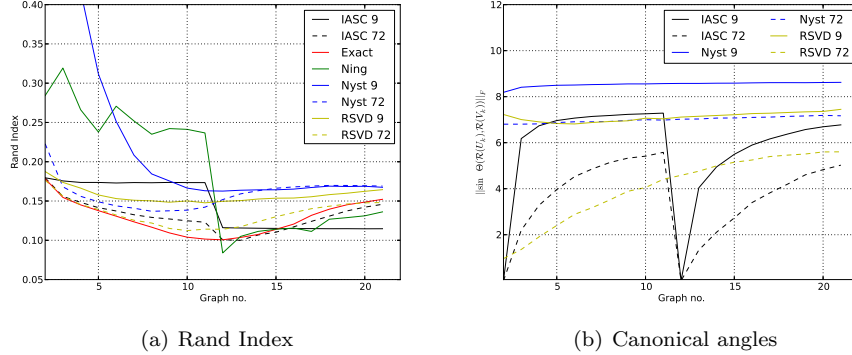 0.40
0.35
0.30
0.25
0.20
0.15
0.10
0.05
Rand Index
5
10
15
20
Graph no.
IASC 9
IASC 72
Exact
Ning
Nyst 9
Nyst 72
RSVD 9
RSVD 72
(a) Rand Index
12
10
8
6
4
2
||sin Θ(R(U_k),R(V_k))||_F
5
10
15
20
Graph no.
IASC 9
IASC 72
Nyst 9
Nyst 72
RSVD 9
RSVD 72
(b) Canonical angles